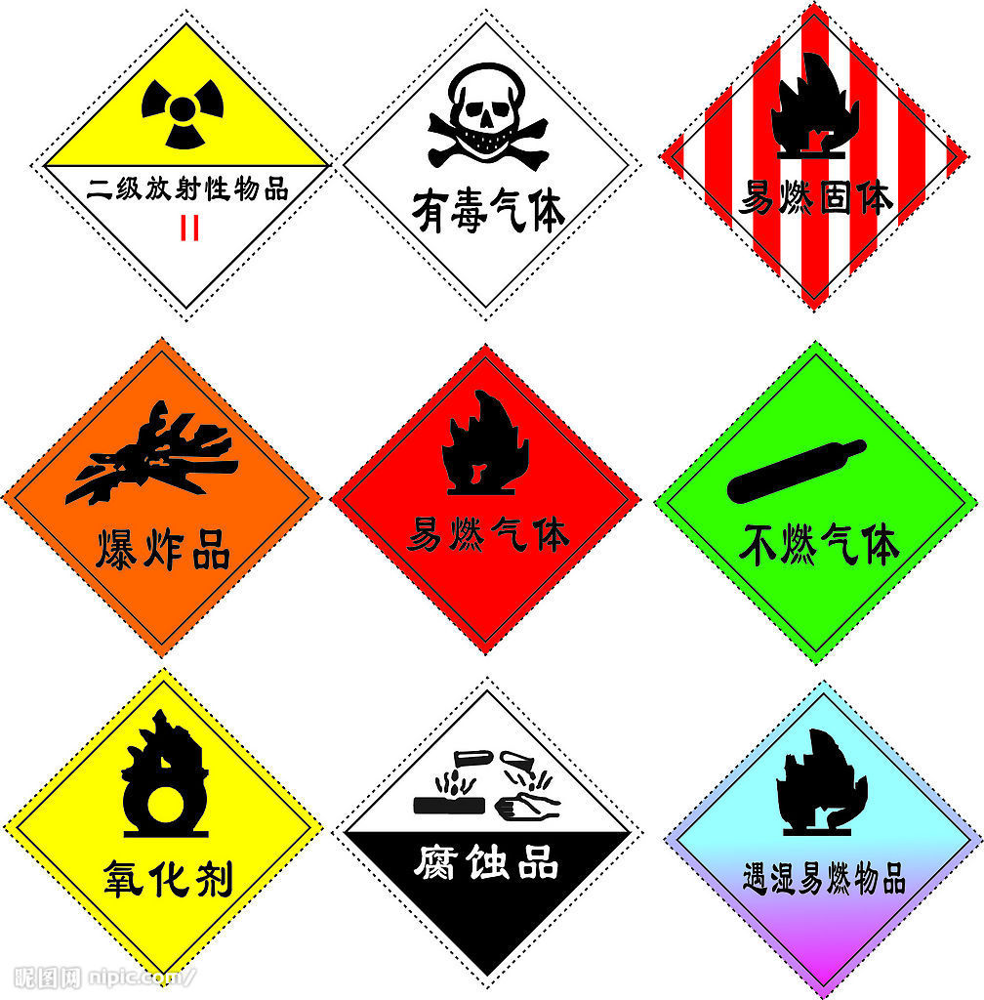 二级放射性物品
II
有毒气体
易燃固体
爆炸品
易燃气体
不燃气体
氧化剂
腐蚀品
遇湿易燃物品
昵图网 nipic.com/